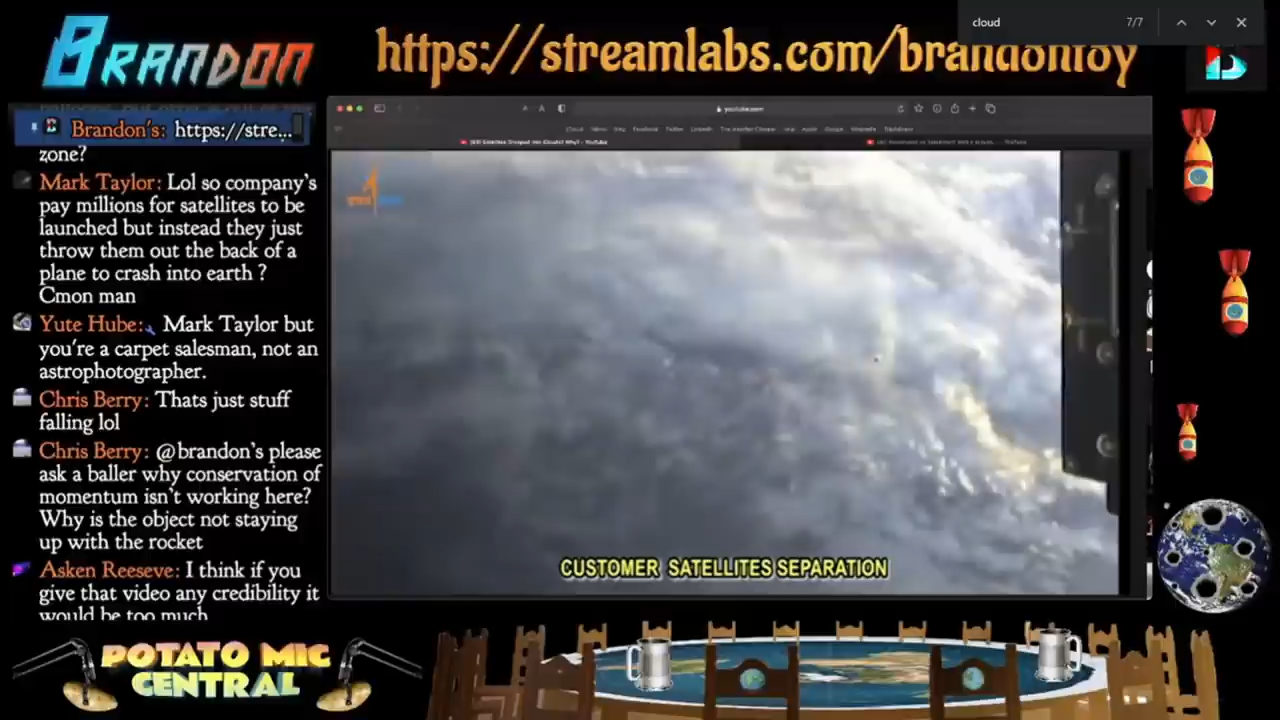 cloud
7/7
BRANDON
https://streamlabs.com/brandonfoy
Brandon's: https://stre...
zone?
Mark Taylor: Lol so company's
pay millions for satellites to be
launched but instead they just
throw them out the back of a
plane to crash into earth ?
Cmon man
Yute Hube: Mark Taylor but
you're a carpet salesman, not an
astrophotographer.
Chris Berry: Thats just stuff
falling lol
Chris Berry: @brandon's please
ask a baller why conservation of
momentum isn't working here?
Why is the object not staying
up with the rocket
Asken Reeseve: I think if you
give that video any credibility it
would be too much
youtube.com
CUSTOMER SATELLITES SEPARATION
POTATO MIC
CENTRAL